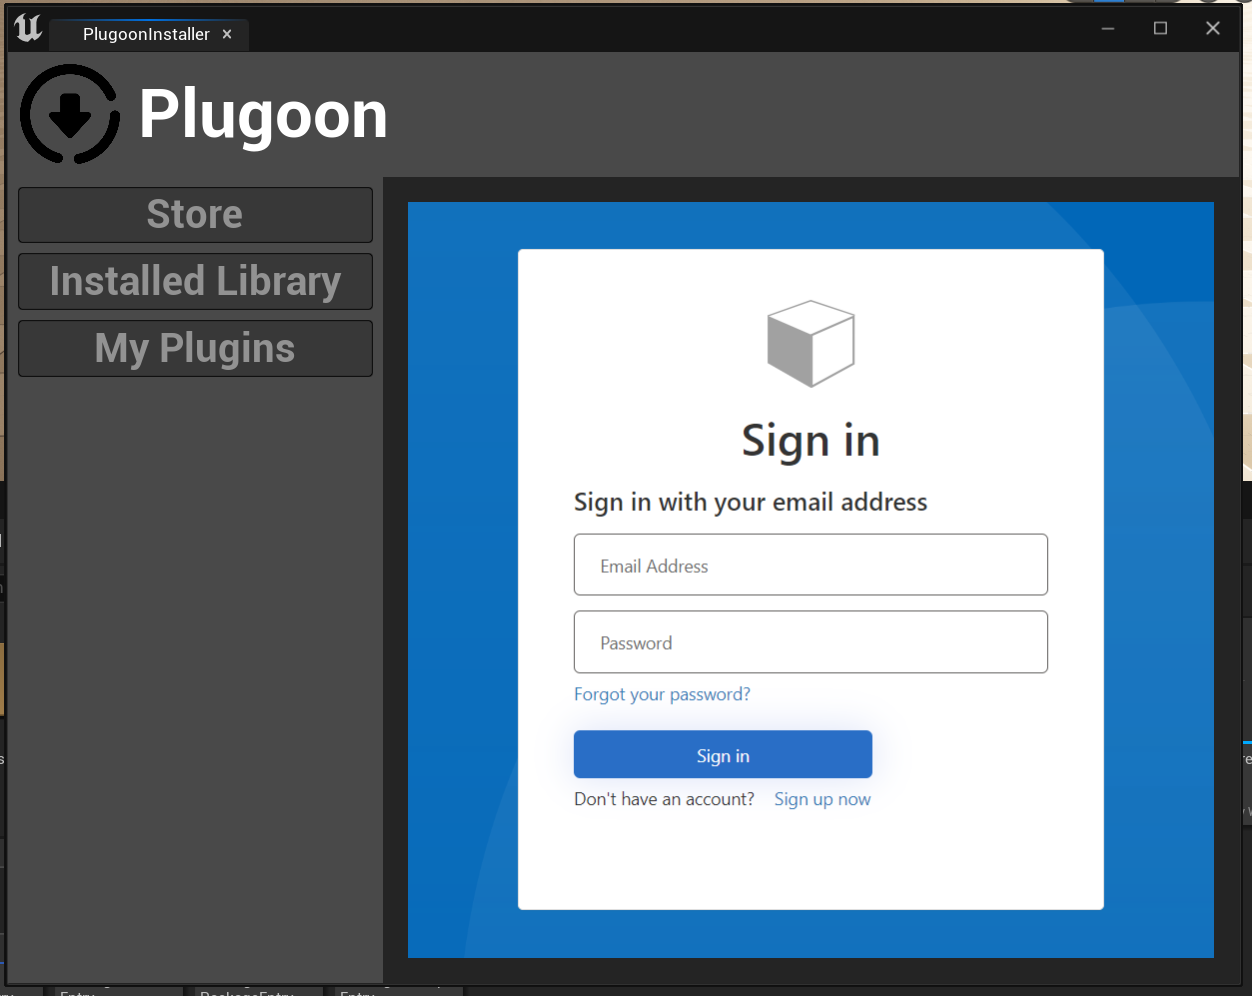 PlugoonInstaller
Plugoon
Store
Installed Library
My Plugins
Sign in
Sign in with your email address
Email Address
Password
Forgot your password?
Sign in
Don't have an account? Sign up now